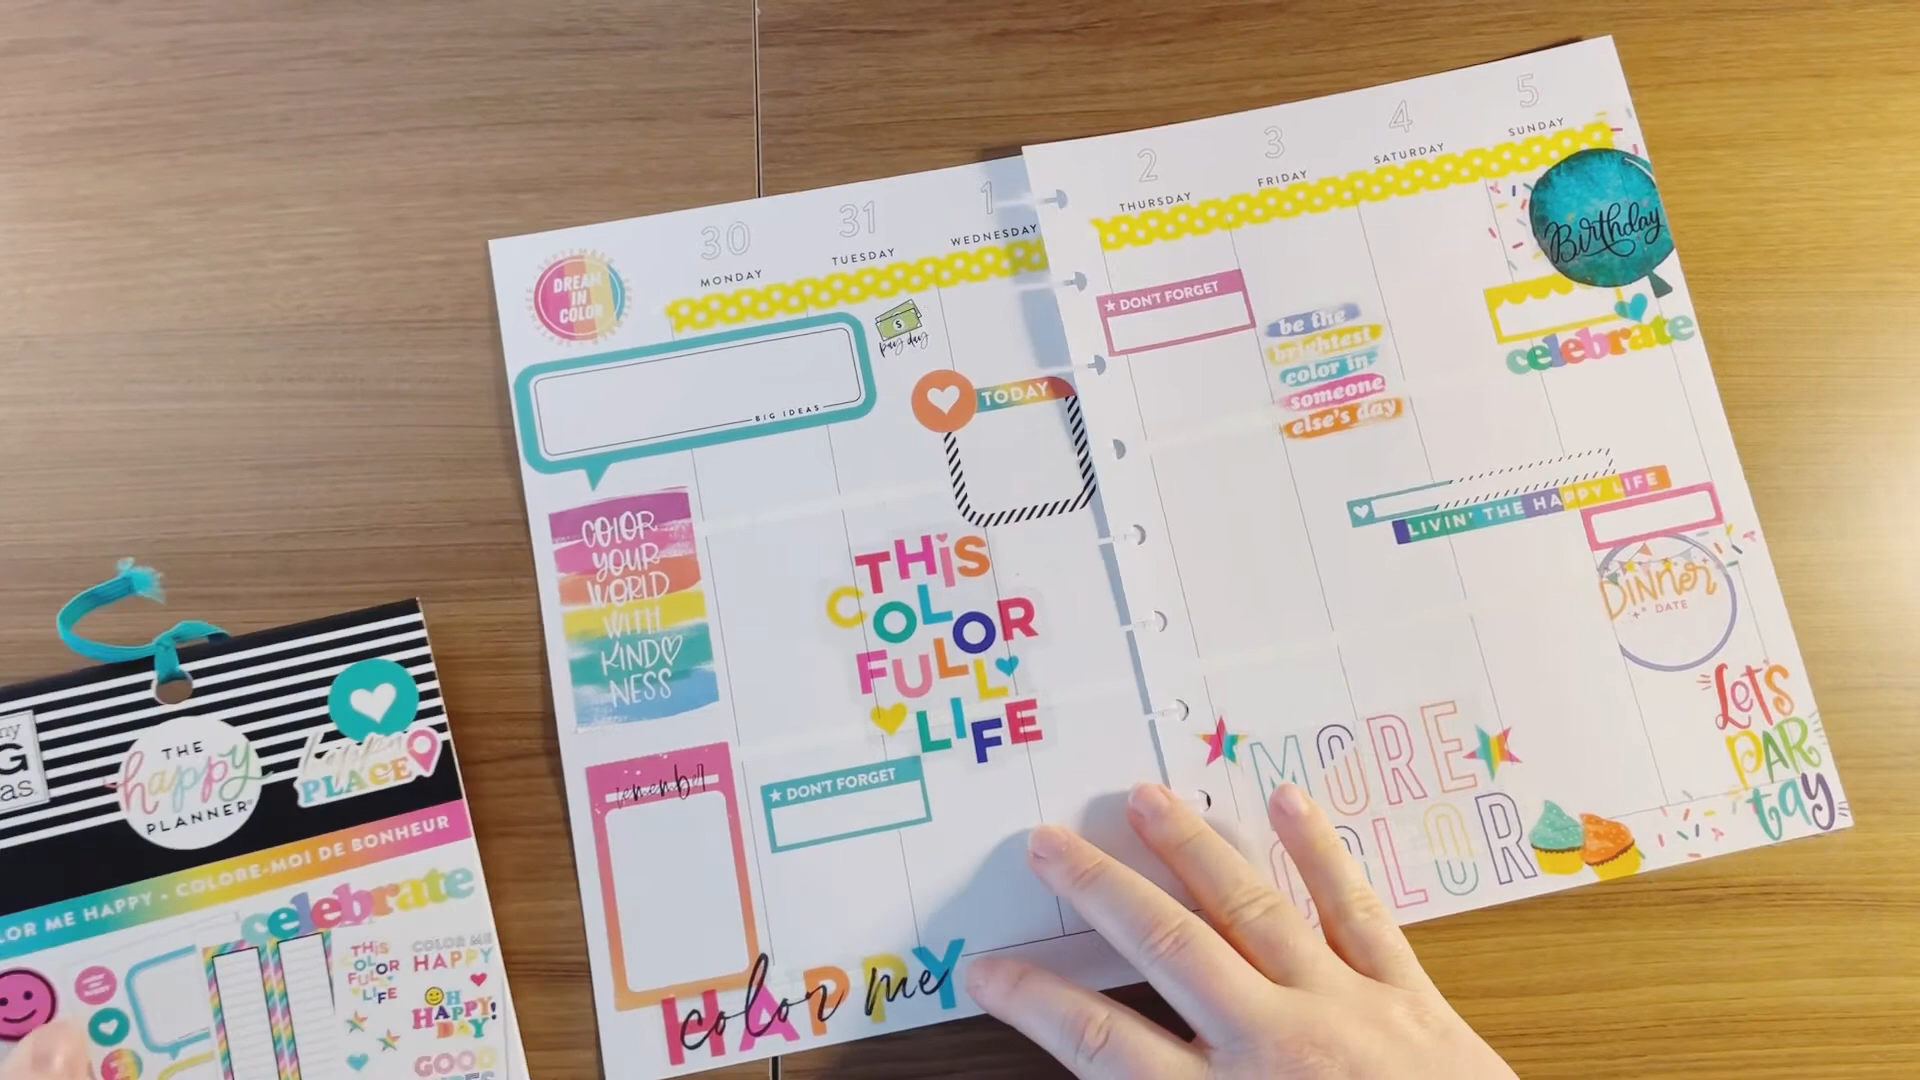 30
MONDAY
31
TUESDAY
1
WEDNESDAY
2
THURSDAY
3
FRIDAY
4
SATURDAY
5
SUNDAY
DREAM
IN
COLOR
BIG IDEAS
$
pay day
TODAY
COLOR
YOUR
WORLD
WITH
KIND
NESS
THIS
COLOR
FULL
LIFE
remember
★ DON'T FORGET
color me
HAPPY
★ DON'T FORGET
be the
brightest
color in
someone
else's day
Birthday
celebrate
LIVIN' THE HAPPY LIFE
DINNER
DATE
LET'S
PAR
tay
MORE
COLOR
THE
happy
PLANNER
PLACE
LOR ME HAPPY • COLORE-MOI DE BONHEUR
celebrate
THIS
COLOR
FULL
LIFE
COLOR ME
HAPPY
OH
HAPPY
DAY!
GOOD